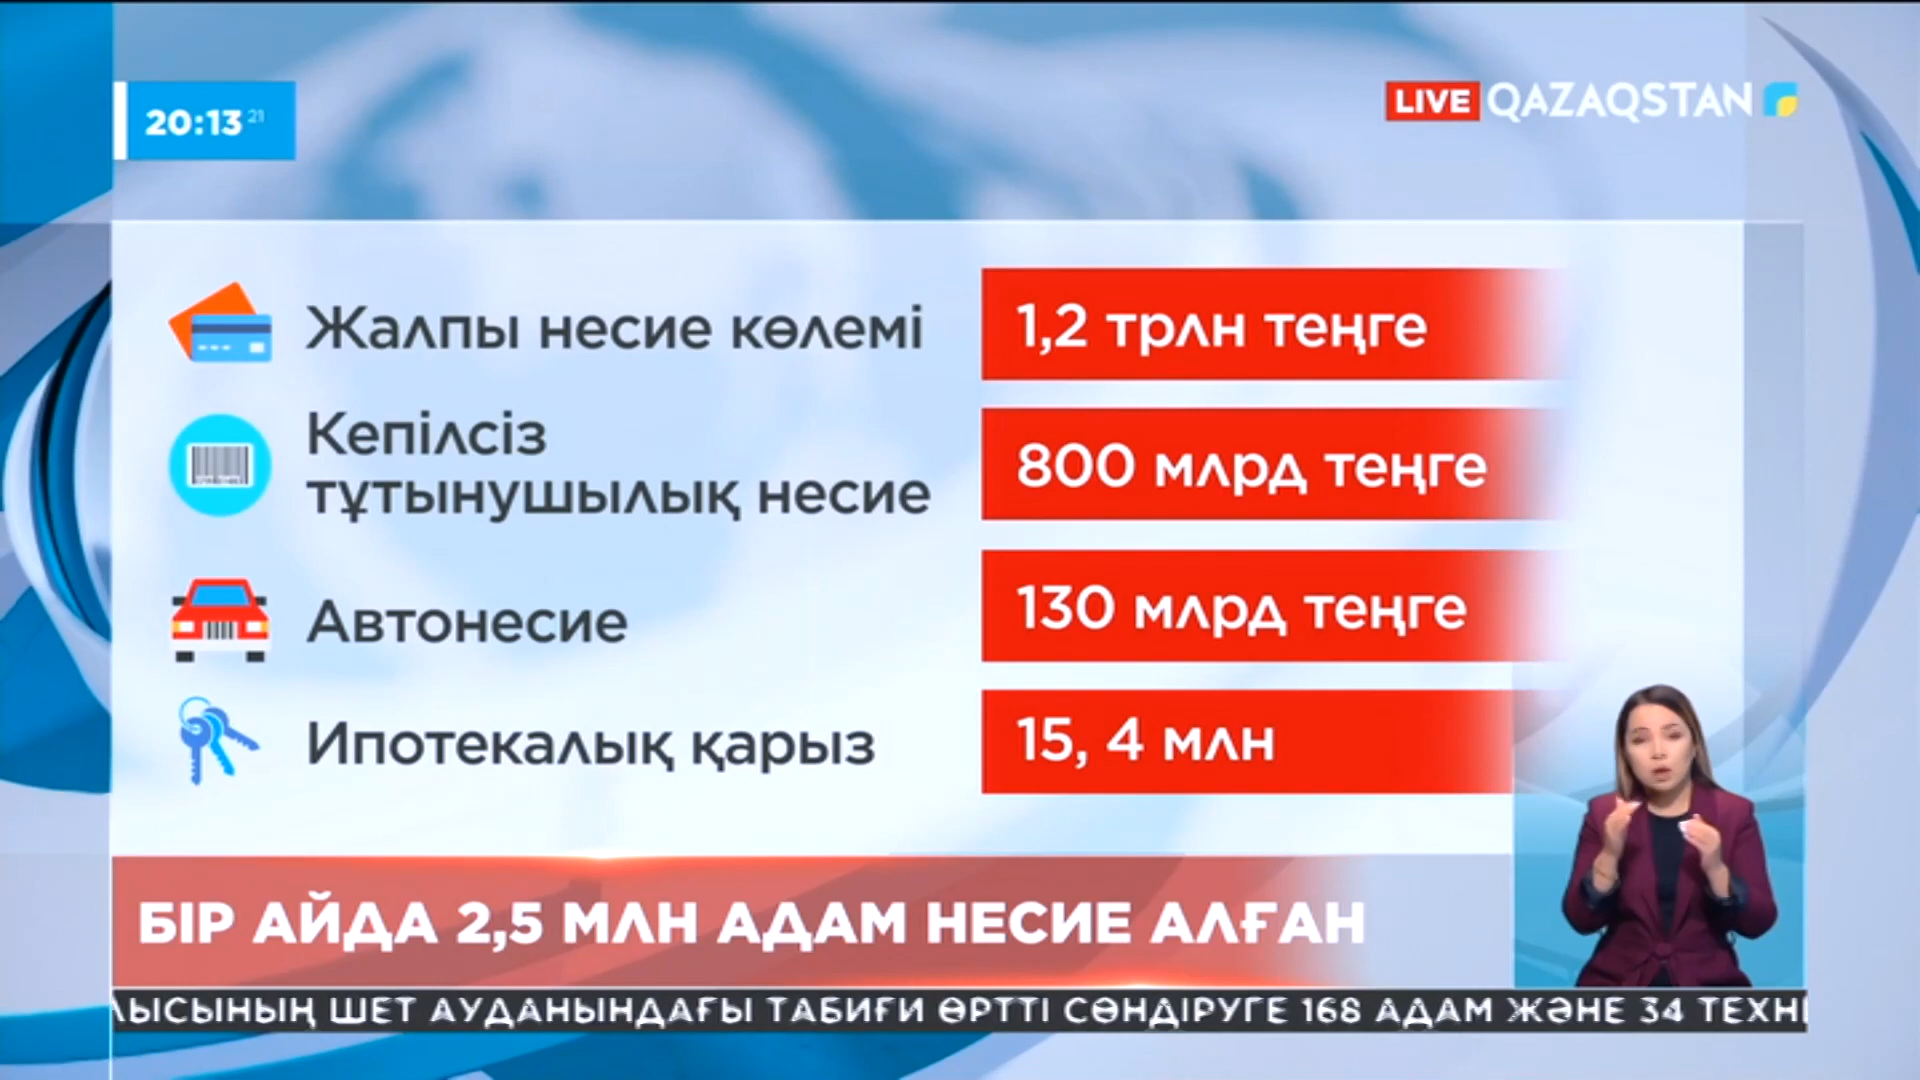 20:13 21
LIVE QAZAQSTAN
Жалпы несие көлемі
1,2 трлн теңге
Кепілсіз
тұтынушылық несие
800 млрд теңге
Автонесие
130 млрд теңге
Ипотекалық қарыз
15, 4 млн
БІР АЙДА 2,5 МЛН АДАМ НЕСИЕ АЛҒАН
ЛЫСЫНЫҢ ШЕТ АУДАНЫНДАҒЫ ТАБИҒИ ӨРТТІ СӨНДІРУГЕ 168 АДАМ ЖӘНЕ 34 ТЕХН